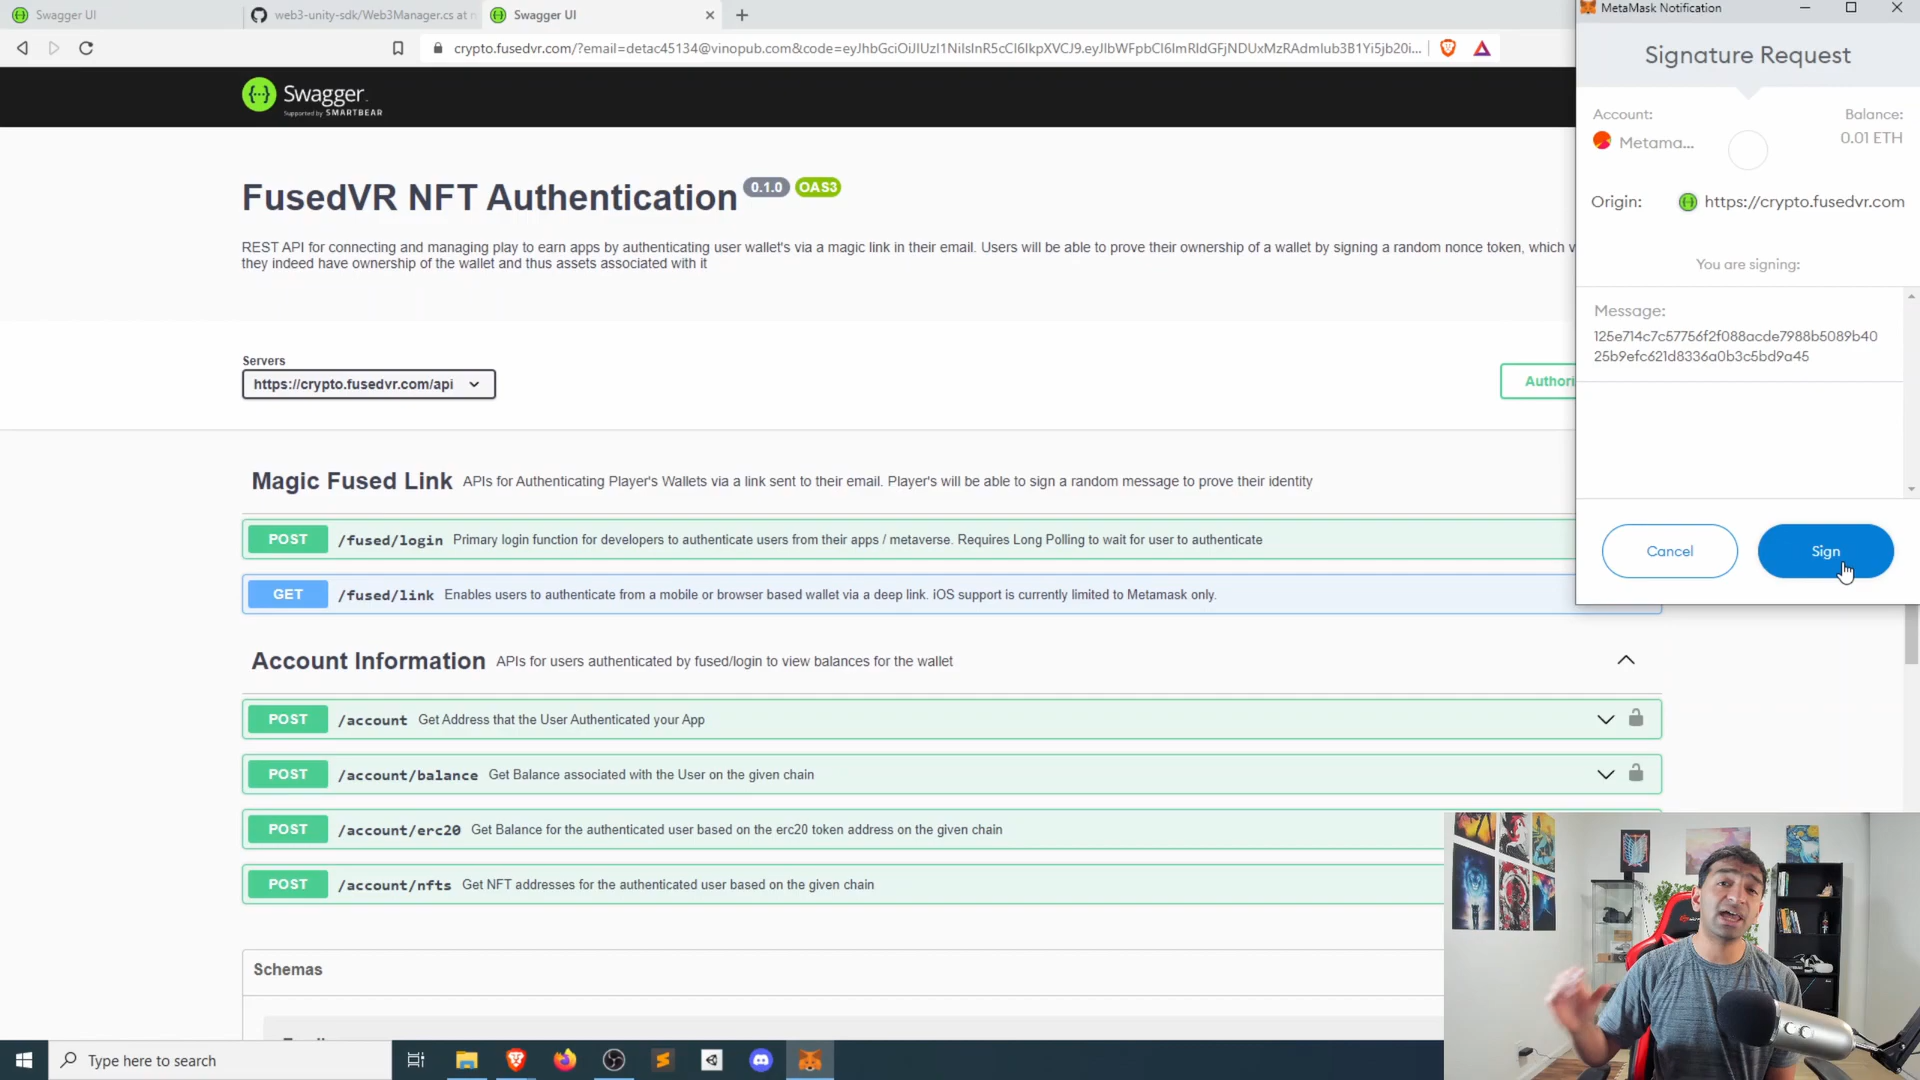 Swagger UI
web3-unity-sdk/Web3Manager.cs at
Swagger UI
MetaMask Notification
crypto.fusedvr.com/?email=detac45134@vinopub.com&code=eyJhbGciOiJIUzI1NiIsInR5cCI6IkpXVCJ9.eyJlbWFpbCI6ImRldGFjNDUxMzRAdmlub3B1Yi5jb20i...
Signature Request
Swagger
Supported by SMARTBEAR
Account:
Balance:
Metama...
0.01 ETH
Origin:
https://crypto.fusedvr.com
FusedVR NFT Authentication 0.1.0 OAS3
REST API for connecting and managing play to earn apps by authenticating user wallet's via a magic link in their email. Users will be able to prove their ownership of a wallet by signing a random nonce token, which
they indeed have ownership of the wallet and thus assets associated with it
You are signing:
Message:
125e714c7c57756f2f088acde7988b5089b40
25b9efc621d8336a0b3c5bd9a45
Servers
https://crypto.fusedvr.com/api
Authori
Magic Fused Link APIs for Authenticating Player's Wallets via a link sent to their email. Player's will be able to sign a random message to prove their identity
POST /fused/login Primary login function for developers to authenticate users from their apps / metaverse. Requires Long Polling to wait for user to authenticate
Cancel
Sign
GET /fused/link Enables users to authenticate from a mobile or browser based wallet via a deep link. iOS support is currently limited to Metamask only.
Account Information APIs for users authenticated by fused/login to view balances for the wallet
POST /account Get Address that the User Authenticated your App
POST /account/balance Get Balance associated with the User on the given chain
POST /account/erc20 Get Balance for the authenticated user based on the erc20 token address on the given chain
POST /account/nfts Get NFT addresses for the authenticated user based on the given chain
Schemas
Type here to search